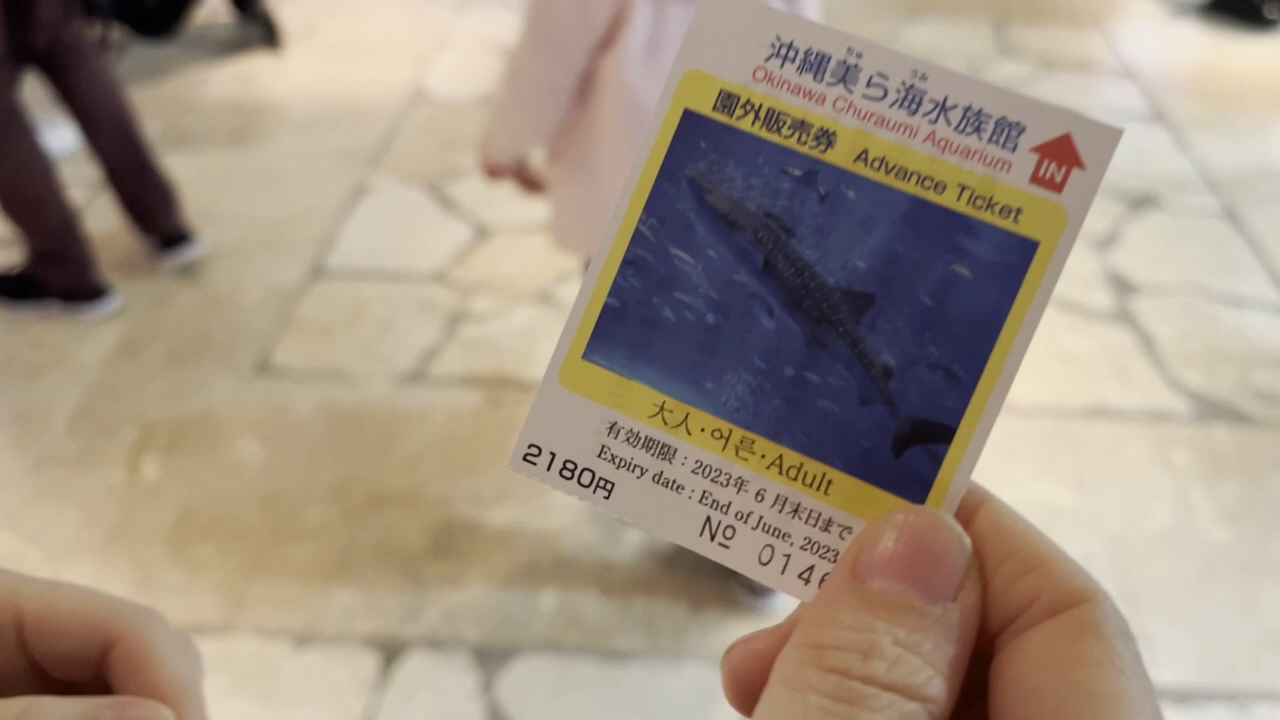 沖縄美ら海水族館
Okinawa Churaumi Aquarium
IN
園外販売券 Advance Ticket
大人・어른・Adult
有効期限：2023年 6 月末日まで
Expiry date : End of June, 2023
2180円
№ 0146